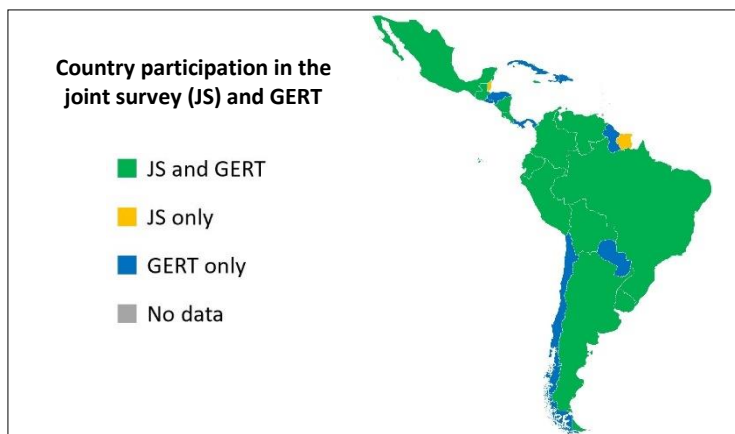 Country participation in the
joint survey (JS) and GERT
JS and GERT
JS only
GERT only
No data